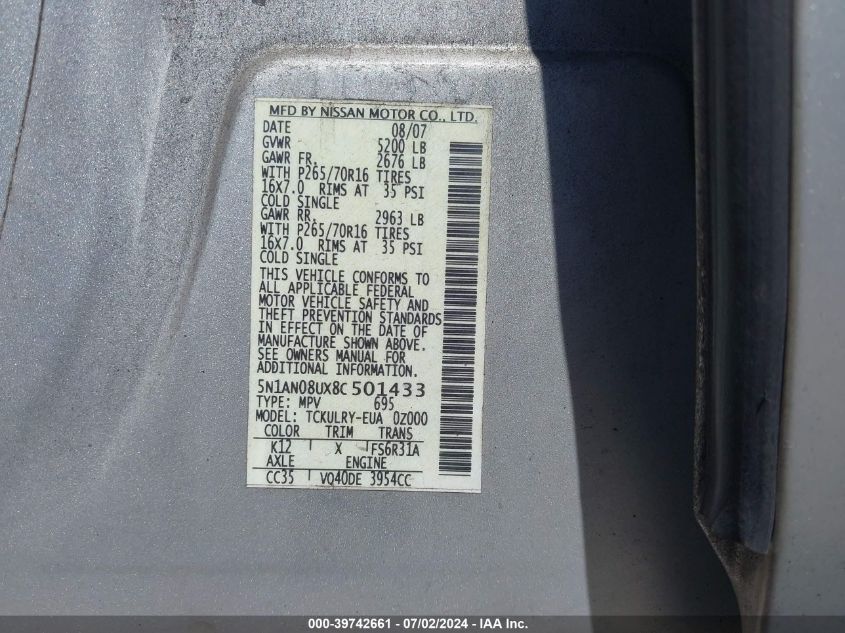 MFD BY NISSAN MOTOR CO., LTD.
DATE 08/07
GVWR 5200 LB
GAWR FR. 2676 LB
WITH P265/70R16 TIRES
16X7.0 RIMS AT 35 PSI
COLD SINGLE
GAWR RR. 2963 LB
WITH P265/70R16 TIRES
16X7.0 RIMS AT 35 PSI
COLD SINGLE
THIS VEHICLE CONFORMS TO
ALL APPLICABLE FEDERAL
MOTOR VEHICLE SAFETY AND
THEFT PREVENTION STANDARDS
IN EFFECT ON THE DATE OF
MANUFACTURE SHOWN ABOVE.
SEE OWNERS MANUAL FOR
ADDITIONAL INFORMATION.
5N1AN08UX8C501433
TYPE: MPV 695
MODEL: TCKULRY-EUA 0Z000
COLOR TRIM TRANS
K12 X FS6R31A
AXLE ENGINE
CC35 VQ40DE 3954CC
000-39742661 - 07/02/2024 - IAA Inc.